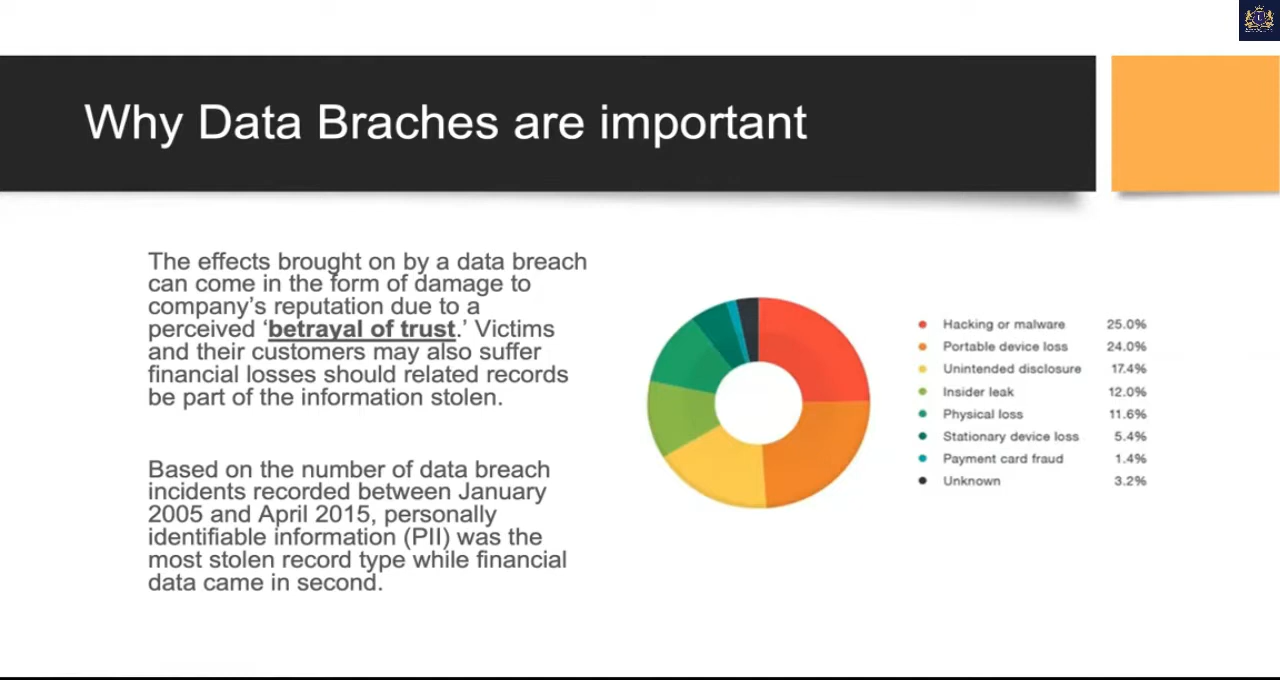 Why Data Braches are important
The effects brought on by a data breach
can come in the form of damage to
company’s reputation due to a
perceived ‘betrayal of trust.’ Victims
and their customers may also suffer
financial losses should related records
be part of the information stolen.
Based on the number of data breach
incidents recorded between January
2005 and April 2015, personally
identifiable information (PII) was the
most stolen record type while financial
data came in second.
Hacking or malware 25.0%
Portable device loss 24.0%
Unintended disclosure 17.4%
Insider leak 12.0%
Physical loss 11.6%
Stationary device loss 5.4%
Payment card fraud 1.4%
Unknown 3.2%